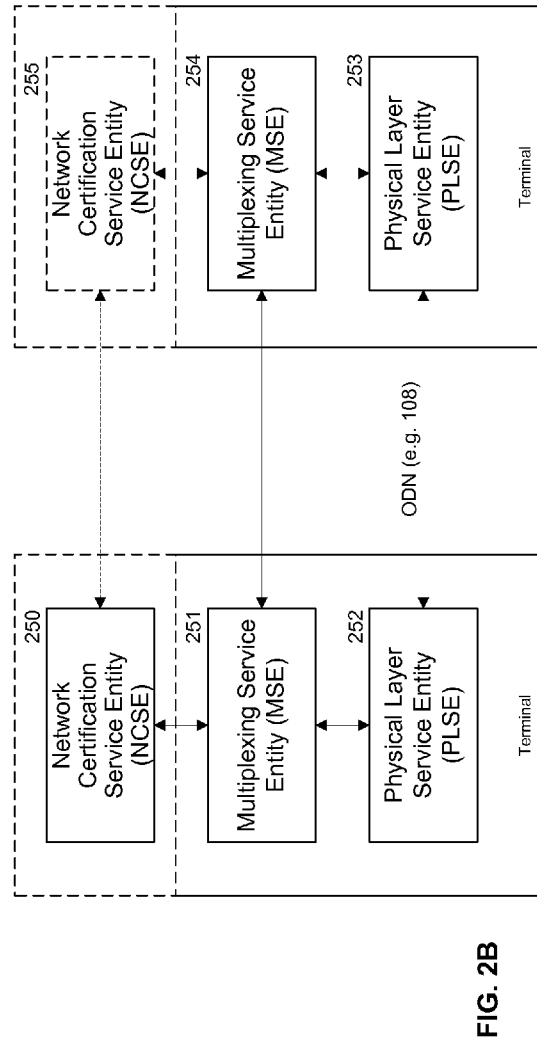 250
Network
Certification
Service Entity
(NCSE)
251
Multiplexing Service
Entity (MSE)
252
Physical Layer
Service Entity
(PLSE)
Terminal
ODN (e.g. 108)
255
Network
Certification
Service Entity
(NCSE)
254
Multiplexing Service
Entity (MSE)
253
Physical Layer
Service Entity
(PLSE)
Terminal
FIG. 2B